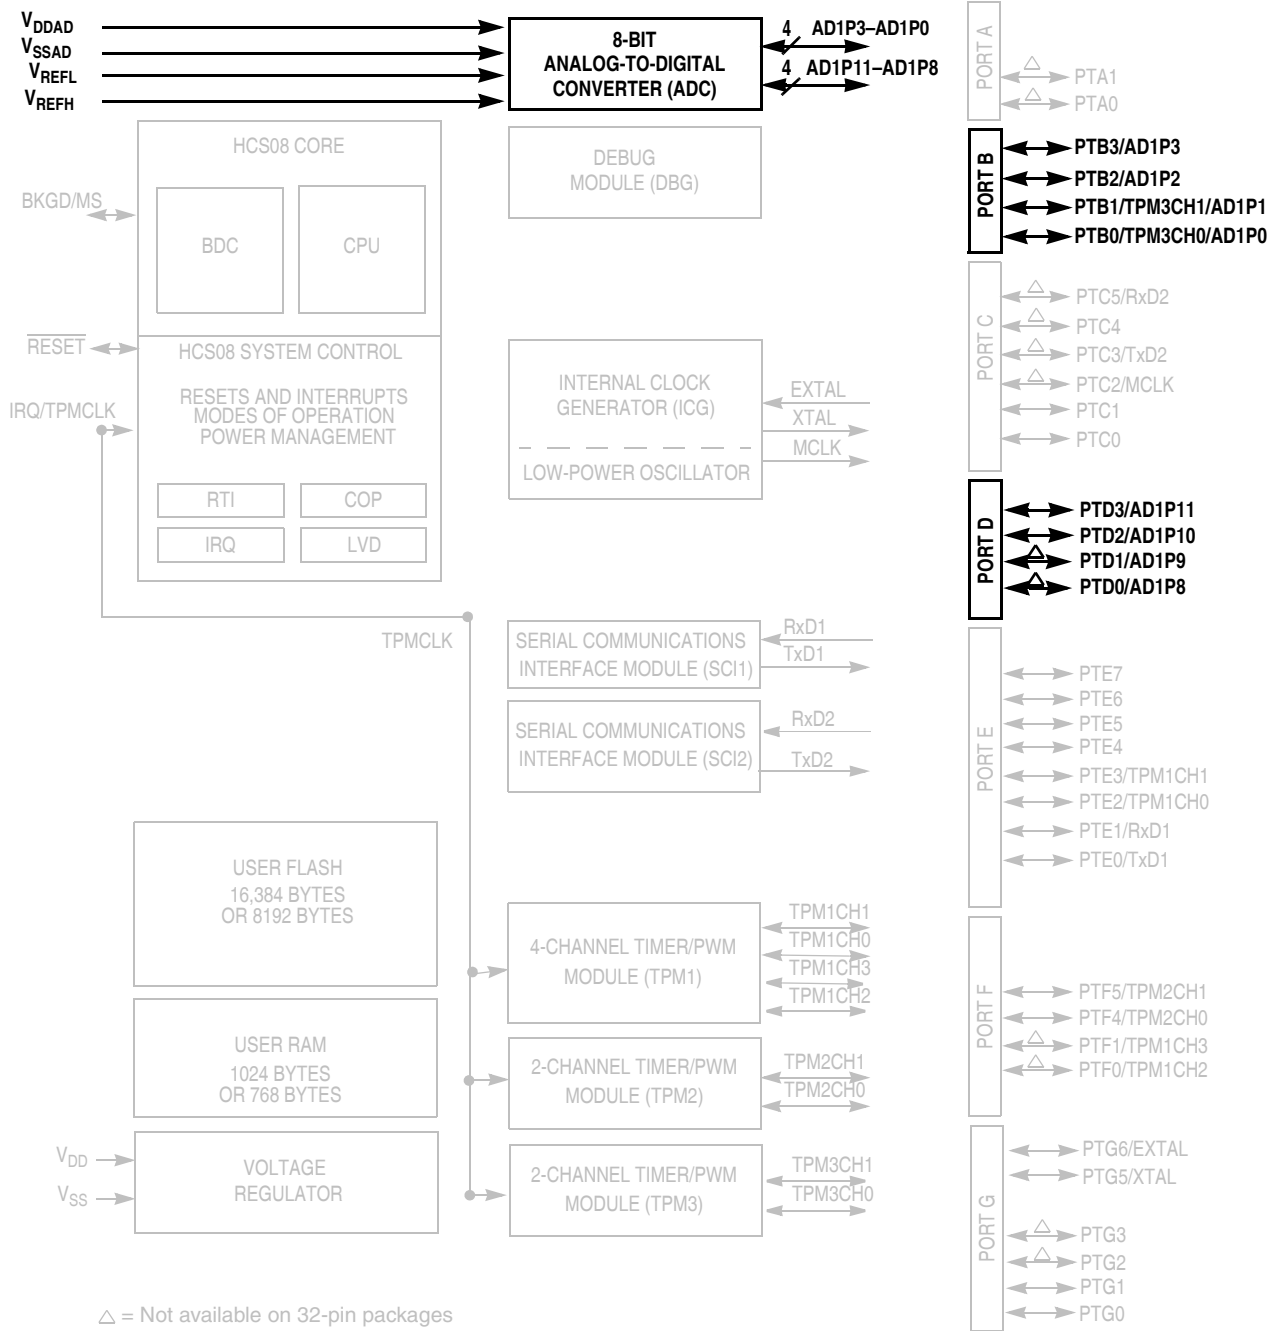 VDDAD
VSSAD
VREFL
VREFH
8-BIT
ANALOG-TO-DIGITAL
CONVERTER (ADC)
4 AD1P3–AD1P0
4 AD1P11–AD1P8
HCS08 CORE
BDC
CPU
BKGD/MS
RESET
IRQ/TPMCLK
HCS08 SYSTEM CONTROL
RESETS AND INTERRUPTS
MODES OF OPERATION
POWER MANAGEMENT
RTI
COP
IRQ
LVD
TPMCLK
DEBUG
MODULE (DBG)
INTERNAL CLOCK
GENERATOR (ICG)
LOW-POWER OSCILLATOR
EXTAL
XTAL
MCLK
SERIAL COMMUNICATIONS
INTERFACE MODULE (SCI1)
RxD1
TxD1
SERIAL COMMUNICATIONS
INTERFACE MODULE (SCI2)
RxD2
TxD2
USER FLASH
16,384 BYTES
OR 8192 BYTES
USER RAM
1024 BYTES
OR 768 BYTES
VDD
VSS
VOLTAGE
REGULATOR
4-CHANNEL TIMER/PWM
MODULE (TPM1)
TPM1CH1
TPM1CH0
TPM1CH3
TPM1CH2
2-CHANNEL TIMER/PWM
MODULE (TPM2)
TPM2CH1
TPM2CH0
2-CHANNEL TIMER/PWM
MODULE (TPM3)
TPM3CH1
TPM3CH0
PORT A
PTA1
PTA0
PORT B
PTB3/AD1P3
PTB2/AD1P2
PTB1/TPM3CH1/AD1P1
PTB0/TPM3CH0/AD1P0
PORT C
PTC5/RxD2
PTC4
PTC3/TxD2
PTC2/MCLK
PTC1
PTC0
PORT D
PTD3/AD1P11
PTD2/AD1P10
PTD1/AD1P9
PTD0/AD1P8
PORT E
PTE7
PTE6
PTE5
PTE4
PTE3/TPM1CH1
PTE2/TPM1CH0
PTE1/RxD1
PTE0/TxD1
PORT F
PTF5/TPM2CH1
PTF4/TPM2CH0
PTF1/TPM1CH3
PTF0/TPM1CH2
PORT G
PTG6/EXTAL
PTG5/XTAL
PTG3
PTG2
PTG1
PTG0
△ = Not available on 32-pin packages